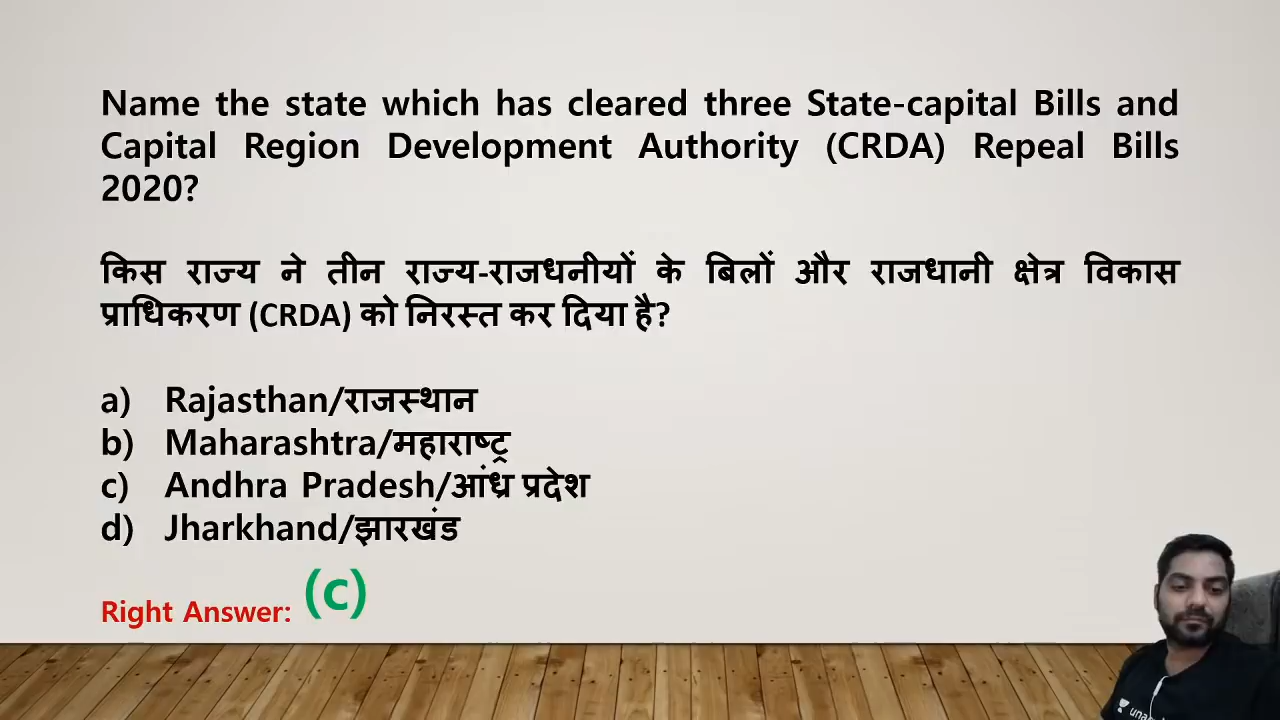 Name the state which has cleared three State-capital Bills and
Capital Region Development Authority (CRDA) Repeal Bills
2020?
किस राज्य ने तीन राज्य-राजधनीयों के बिलों और राजधानी क्षेत्र विकास
प्राधिकरण (CRDA) को निरस्त कर दिया है?
a) Rajasthan/राजस्थान
b) Maharashtra/महाराष्ट्र
c) Andhra Pradesh/आंध्र प्रदेश
d) Jharkhand/झारखंड
Right Answer: (c)